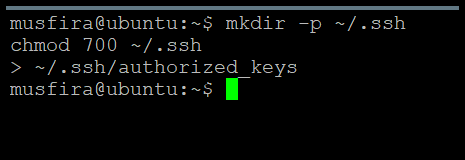 musfira@ubuntu:~$ mkdir -p ~/.ssh
chmod 700 ~/.ssh
> ~/.ssh/authorized_keys
musfira@ubuntu:~$